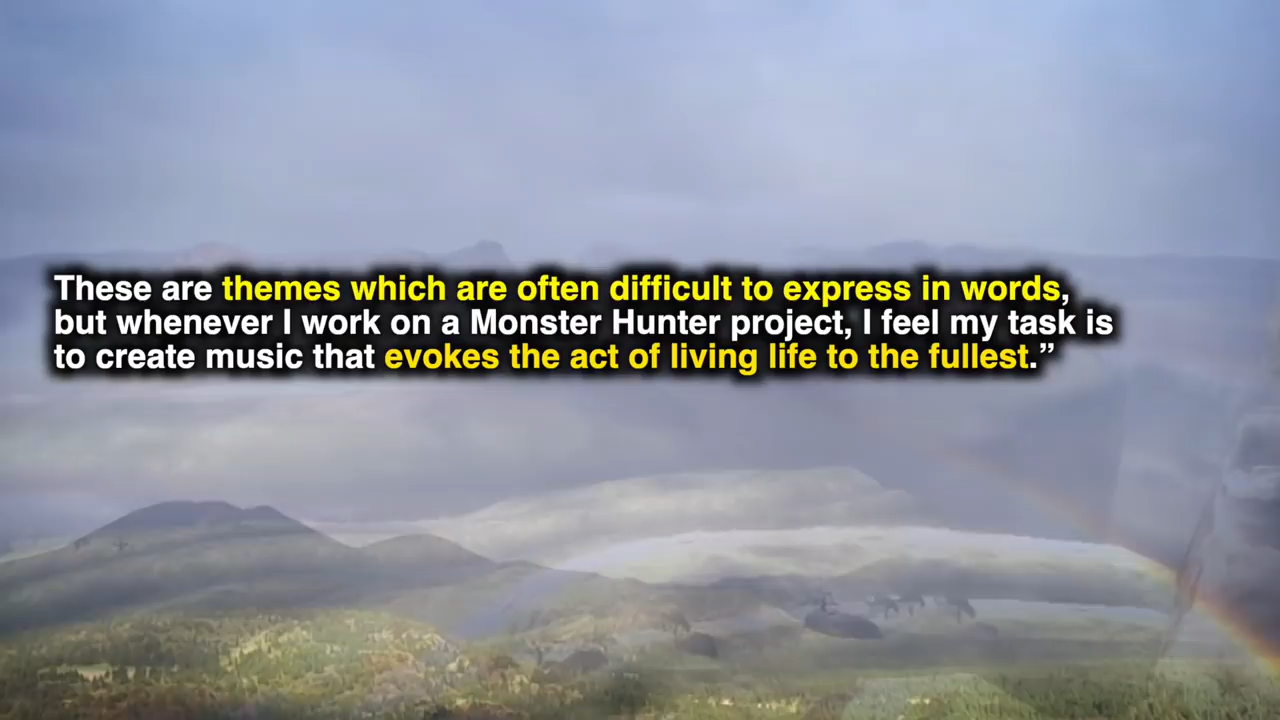 These are themes which are often difficult to express in words,
but whenever I work on a Monster Hunter project, I feel my task is
to create music that evokes the act of living life to the fullest.”